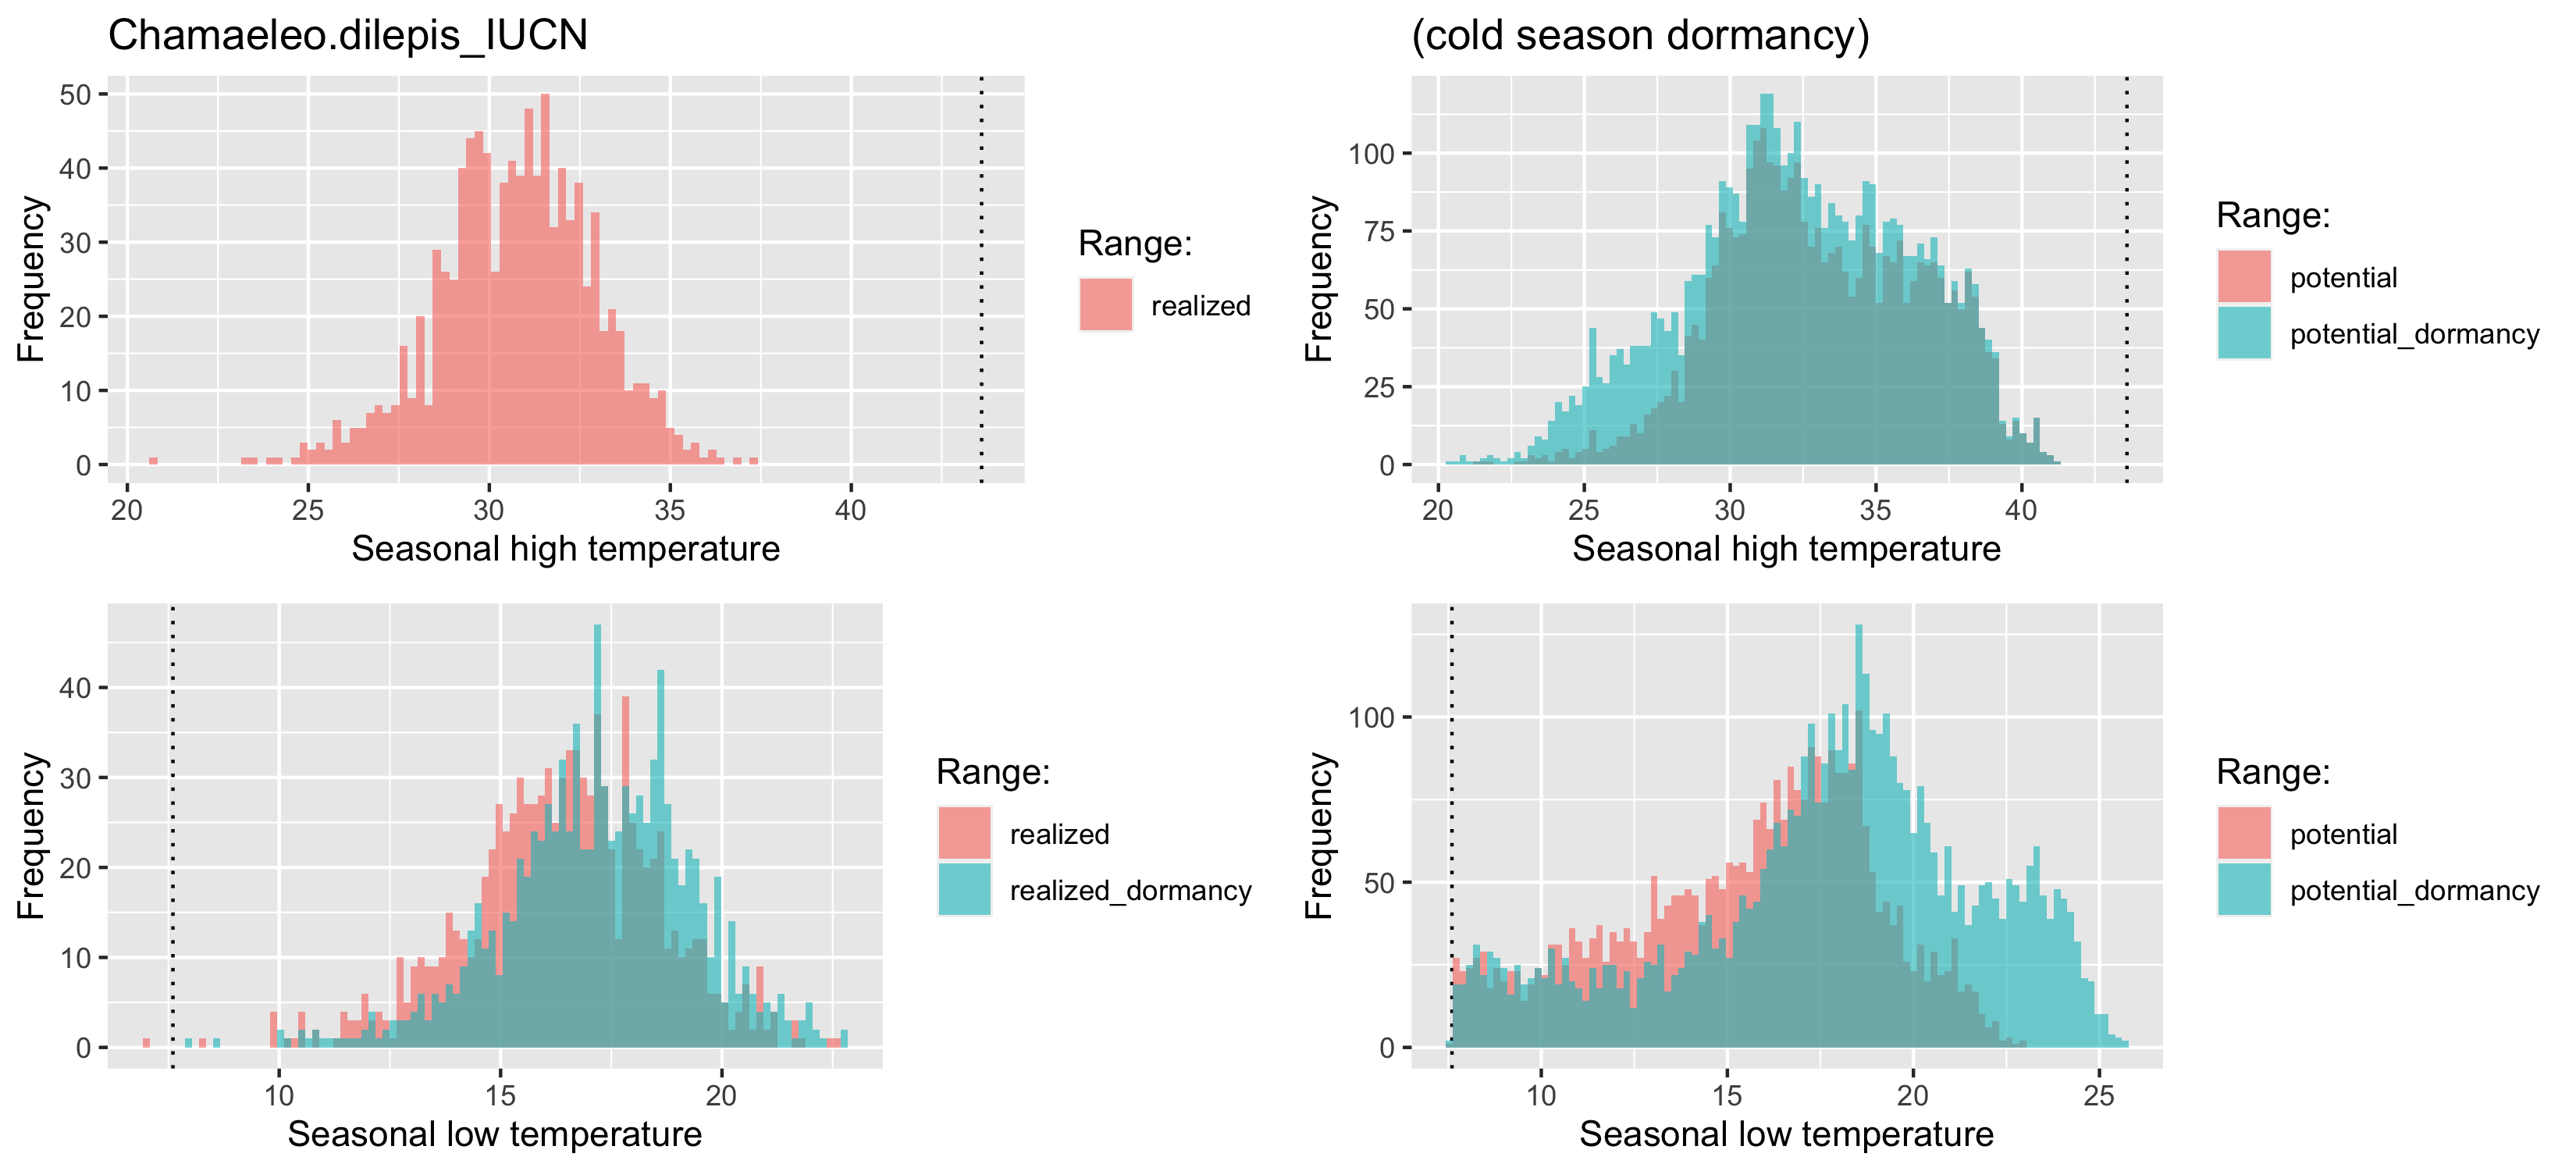 Chamaeleo.dilepis_IUCN
50
40
30
20
10
0
Frequency
20 25 30 35 40
Seasonal high temperature
Range:
realized
(cold season dormancy)
100
75
50
25
0
Frequency
20 25 30 35 40
Seasonal high temperature
Range:
potential
potential_dormancy
40
30
20
10
0
Frequency
10 15 20
Seasonal low temperature
Range:
realized
realized_dormancy
100
50
0
Frequency
10 15 20 25
Seasonal low temperature
Range:
potential
potential_dormancy